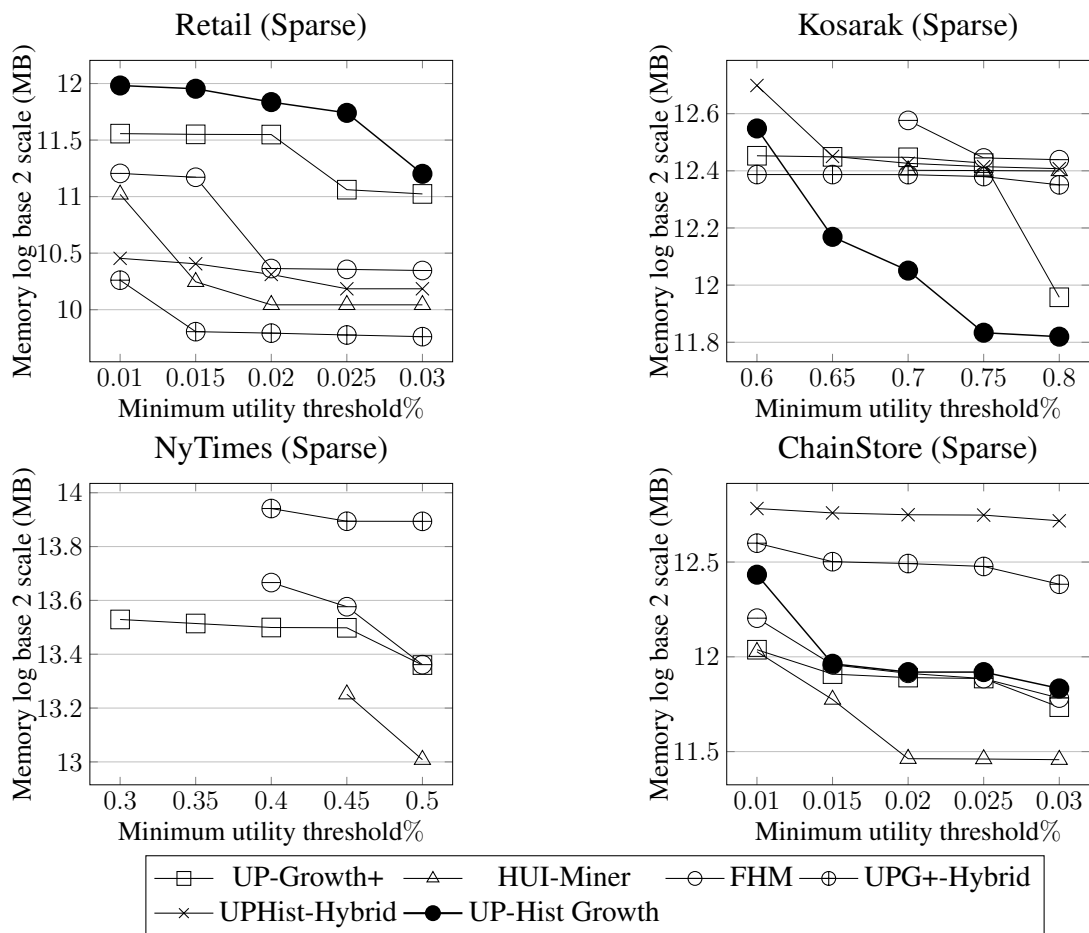 Retail (Sparse)
Memory log base 2 scale (MB)
12
11.5
11
10.5
10
0.01 0.015 0.02 0.025 0.03
Minimum utility threshold%
Kosarak (Sparse)
Memory log base 2 scale (MB)
12.6
12.4
12.2
12
11.8
0.6 0.65 0.7 0.75 0.8
Minimum utility threshold%
NyTimes (Sparse)
Memory log base 2 scale (MB)
14
13.8
13.6
13.4
13.2
13
0.3 0.35 0.4 0.45 0.5
Minimum utility threshold%
ChainStore (Sparse)
Memory log base 2 scale (MB)
12.5
12
11.5
0.01 0.015 0.02 0.025 0.03
Minimum utility threshold%
UP-Growth+ HUI-Miner FHM UPG+-Hybrid
UPHist-Hybrid UP-Hist Growth